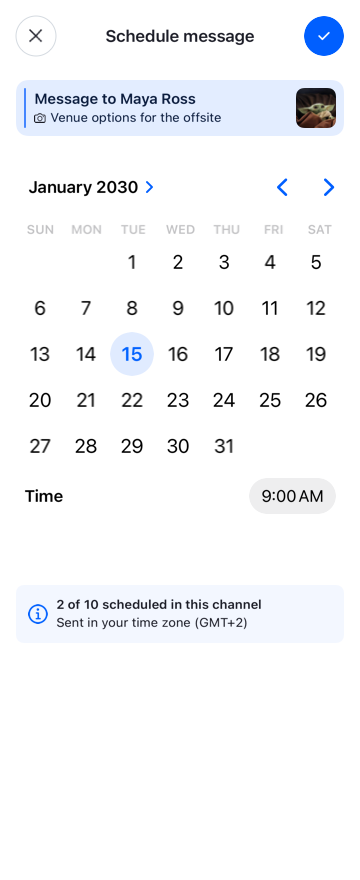 Schedule message
Message to Maya Ross
Venue options for the offsite
January 2030
SUN MON TUE WED THU FRI SAT
1 2 3 4 5
6 7 8 9 10 11 12
13 14 15 16 17 18 19
20 21 22 23 24 25 26
27 28 29 30 31
Time 9:00 AM
2 of 10 scheduled in this channel
Sent in your time zone (GMT+2)